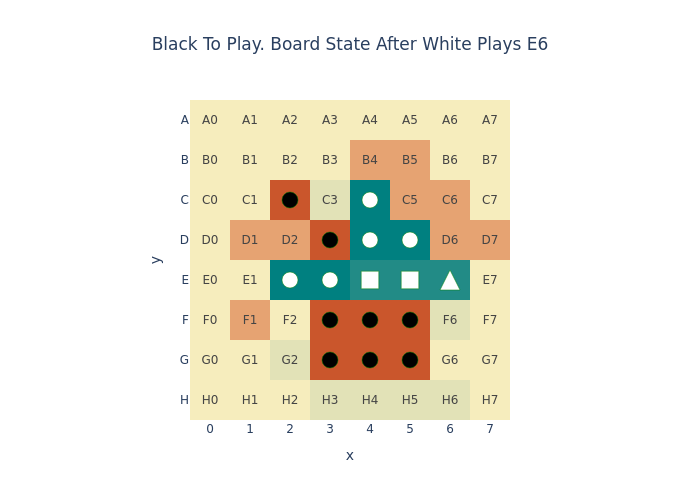 Black To Play. Board State After White Plays E6
A A0 A1 A2 A3 A4 A5 A6 A7
B B0 B1 B2 B3 B4 B5 B6 B7
C C0 C1 C3 C5 C6 C7
D D0 D1 D2 D6 D7
E E0 E1 E7
F F0 F1 F2 F6 F7
G G0 G1 G2 G6 G7
H H0 H1 H2 H3 H4 H5 H6 H7
0 1 2 3 4 5 6 7
x
y